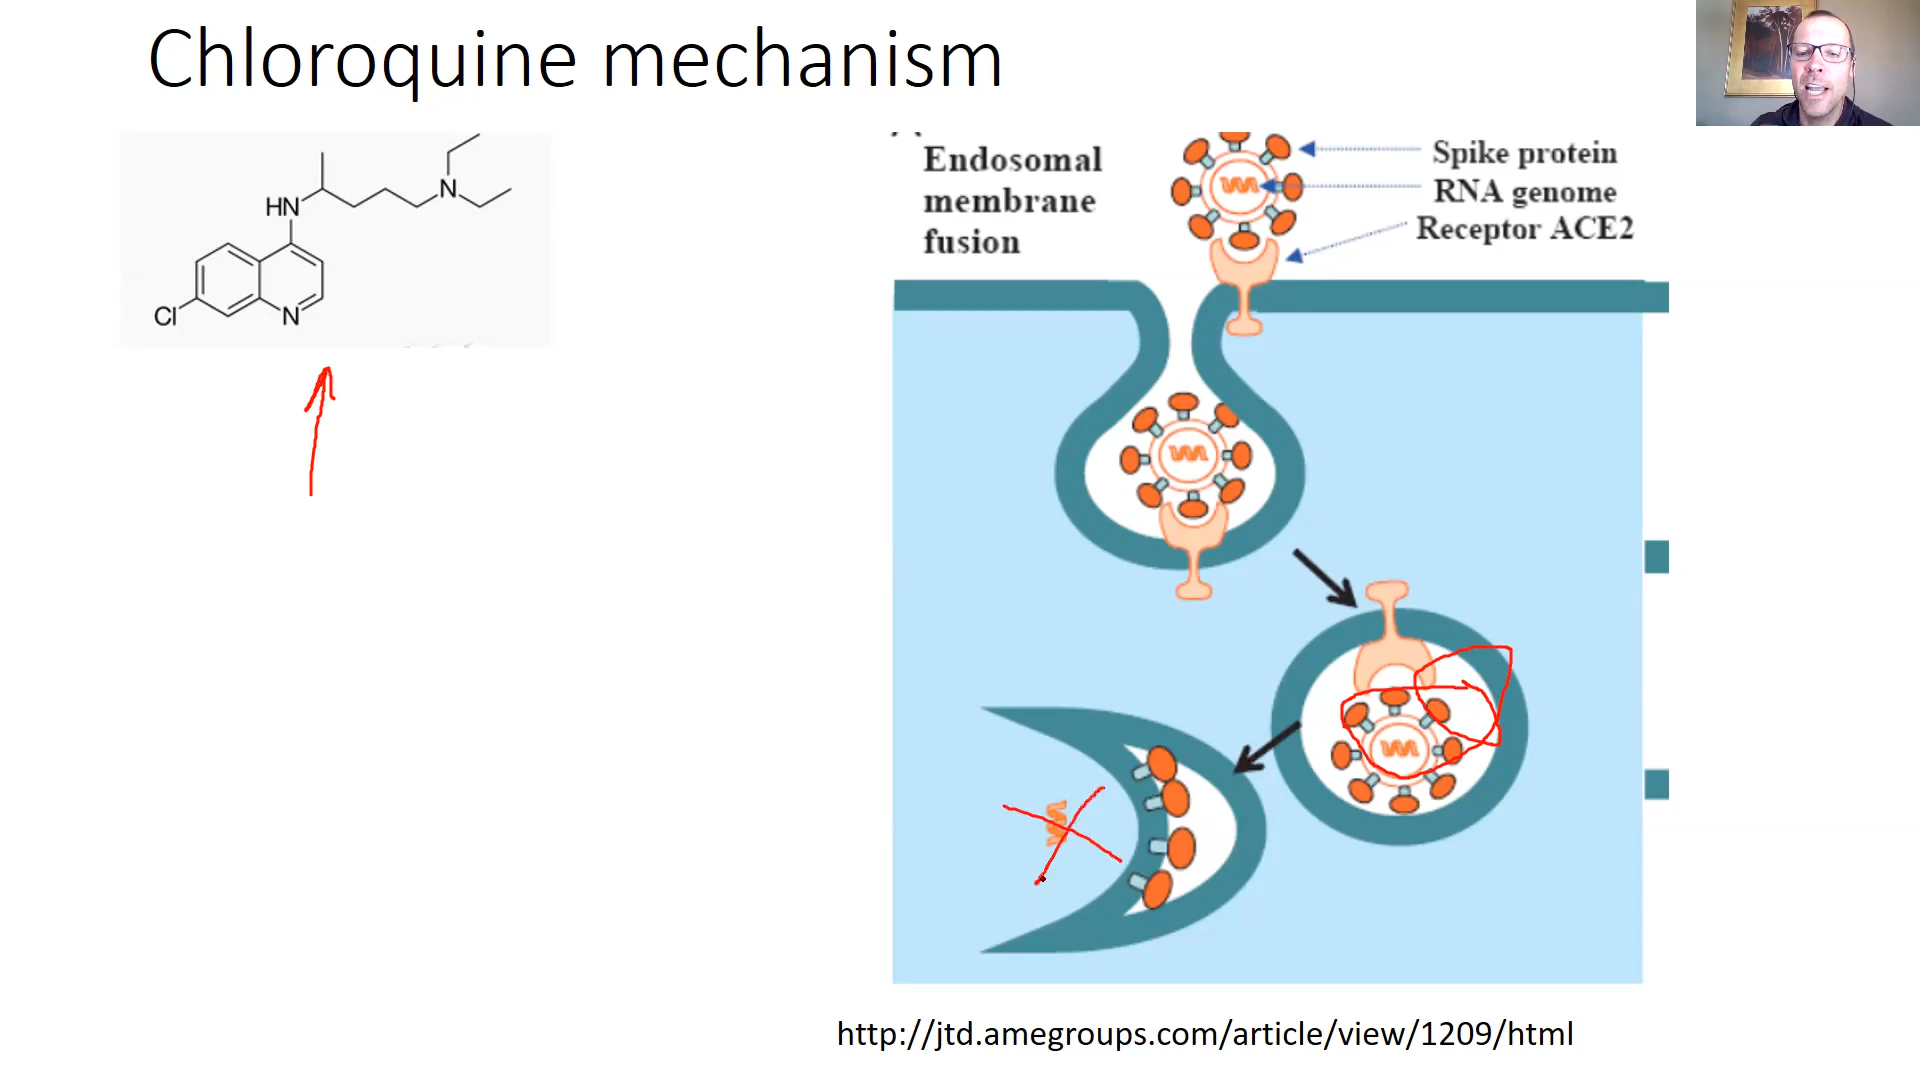 Chloroquine mechanism
HN
N
Cl
N
Endosomal
membrane
fusion
Spike protein
RNA genome
Receptor ACE2
http://jtd.amegroups.com/article/view/1209/html